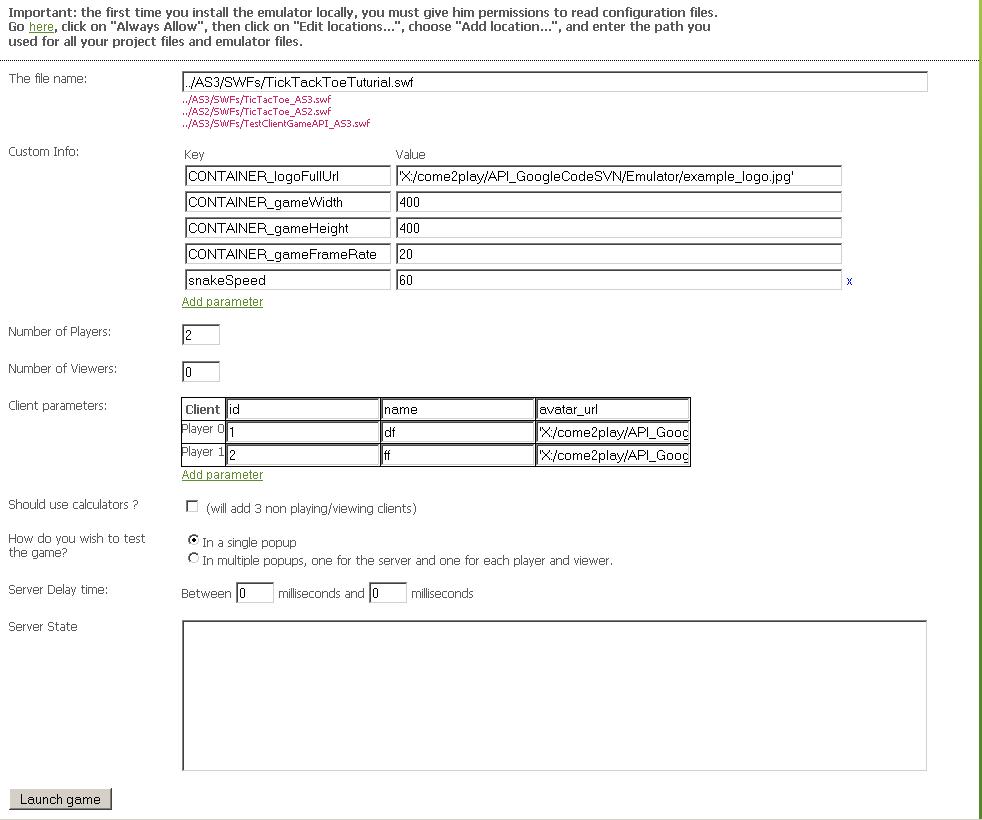 Important: the first time you install the emulator locally, you must give him permissions to read configuration files.
Go here, click on "Always Allow", then click on "Edit locations...", choose "Add location...", and enter the path you
used for all your project files and emulator files.
The file name: ../AS3/SWFs/TickTackToeTuturial.swf
../AS3/SWFs/TicTacToe_AS3.swf
../AS2/SWFs/TicTacToe_AS2.swf
../AS3/SWFs/TestClientGameAPI_AS3.swf
Custom Info: Key Value
CONTAINER_logoFullUrl 'X:/come2play/API_GoogleCodeSVN/Emulator/example_logo.jpg'
CONTAINER_gameWidth 400
CONTAINER_gameHeight 400
CONTAINER_gameFrameRate 20
snakeSpeed 60 x
Add parameter
Number of Players: 2
Number of Viewers: 0
Client parameters: Client id name avatar_url
Player 0 1 df 'X:/come2play/API_Goog
Player 1 2 ff 'X:/come2play/API_Goog
Add parameter
Should use calculators ? (will add 3 non playing/viewing clients)
How do you wish to test
the game?
In a single popup
In multiple popups, one for the server and one for each player and viewer.
Server Delay time: Between 0 milliseconds and 0 milliseconds
Server State
Launch game